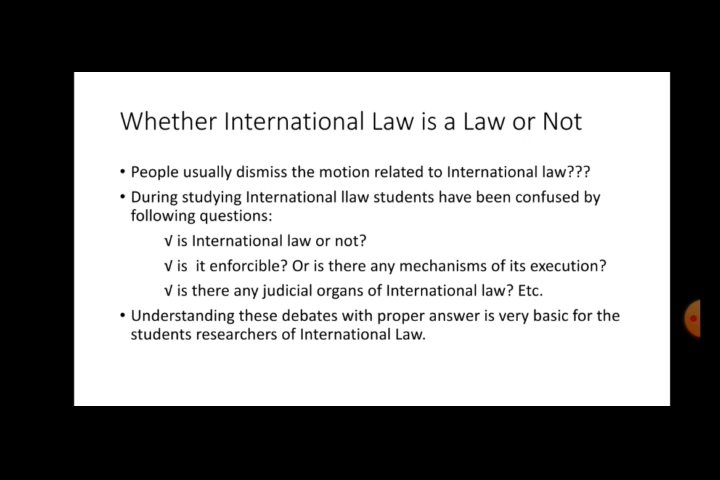 Whether International Law is a Law or Not
• People usually dismiss the motion related to International law???
• During studying International llaw students have been confused by
following questions:
√ is International law or not?
√ is it enforcible? Or is there any mechanisms of its execution?
√ is there any judicial organs of International law? Etc.
• Understanding these debates with proper answer is very basic for the
students researchers of International Law.